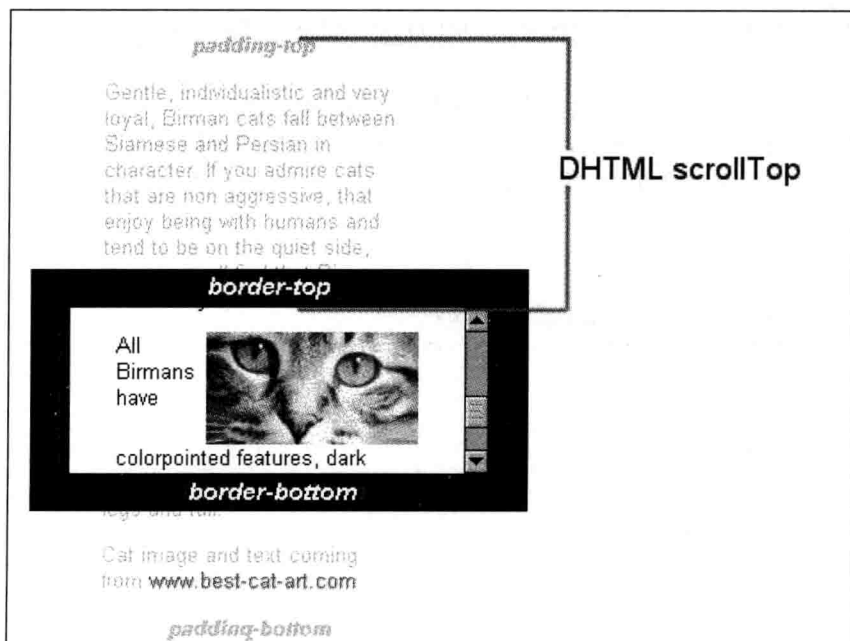 padding-top
Gentle, individualistic and very
loyal, Birman cats fall between
Siamese and Persian in
character. If you admire cats
that are non aggressive, that
enjoy being with humans and
tend to be on the quiet side,
DHTML scrollTop
border-top
All
Birmans
have
colorpointed features, dark
border-bottom
Cat image and text coming
from www.best-cat-art.com
padding-bottom